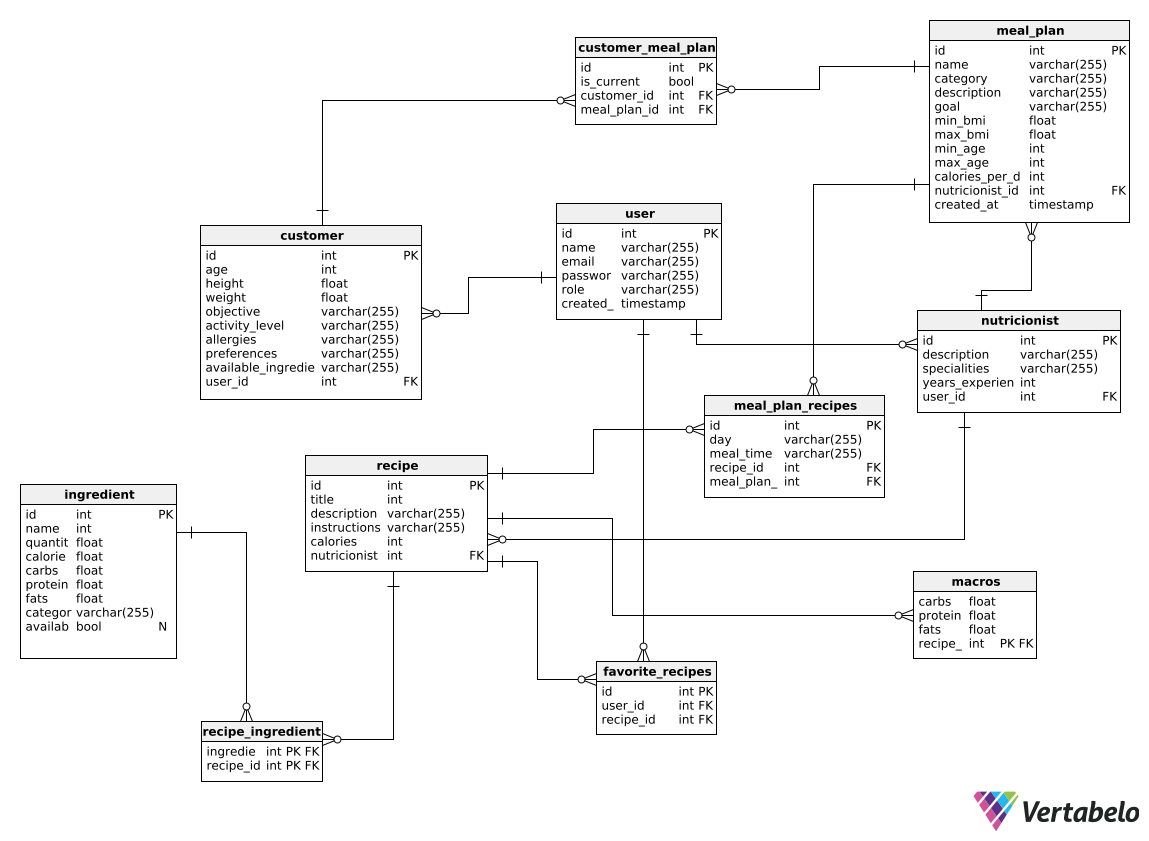 customer_meal_plan
id int PK
is_current bool
customer_id int FK
meal_plan_id int FK
meal_plan
id int PK
name varchar(255)
category varchar(255)
description varchar(255)
goal varchar(255)
min_bmi float
max_bmi float
min_age int
max_age int
calories_per_d int
nutricionist_id int FK
created_at timestamp
customer
id int PK
age int
height float
weight float
objective varchar(255)
activity_level varchar(255)
allergies varchar(255)
preferences varchar(255)
available_ingredie varchar(255)
user_id int FK
user
id int PK
name varchar(255)
email varchar(255)
passwor varchar(255)
role varchar(255)
created_ timestamp
nutricionist
id int PK
description varchar(255)
specialities varchar(255)
years_experien int
user_id int FK
meal_plan_recipes
id int PK
day varchar(255)
meal_time varchar(255)
recipe_id int FK
meal_plan_ int FK
recipe
id int PK
title int
description varchar(255)
instructions varchar(255)
calories int
nutricionist int FK
ingredient
id int PK
name int
quantit float
calorie float
carbs float
protein float
fats float
categor varchar(255)
availab bool N
macros
carbs float
protein float
fats float
recipe_ int PK FK
favorite_recipes
id int PK
user_id int FK
recipe_id int FK
recipe_ingredient
ingredie int PK FK
recipe_id int PK FK
Vertabelo